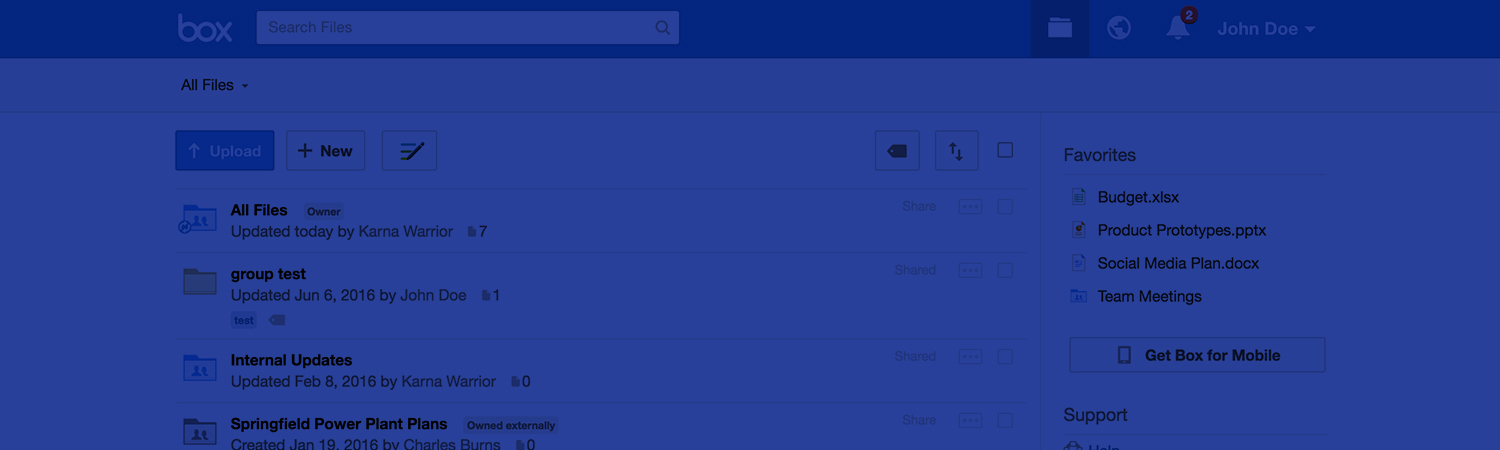 box
Search Files
2
John Doe
All Files
Upload
New
All Files Owner
Share
Updated today by Karna Warrior 7
group test
Shared
Updated Jun 6, 2016 by John Doe 1
test
Internal Updates
Shared
Updated Feb 8, 2016 by Karna Warrior 0
Springfield Power Plant Plans Owned externally
Share
Created Jan 19, 2016 by Charles Burns 0
Favorites
Budget.xlsx
Product Prototypes.pptx
Social Media Plan.docx
Team Meetings
Get Box for Mobile
Support
Help